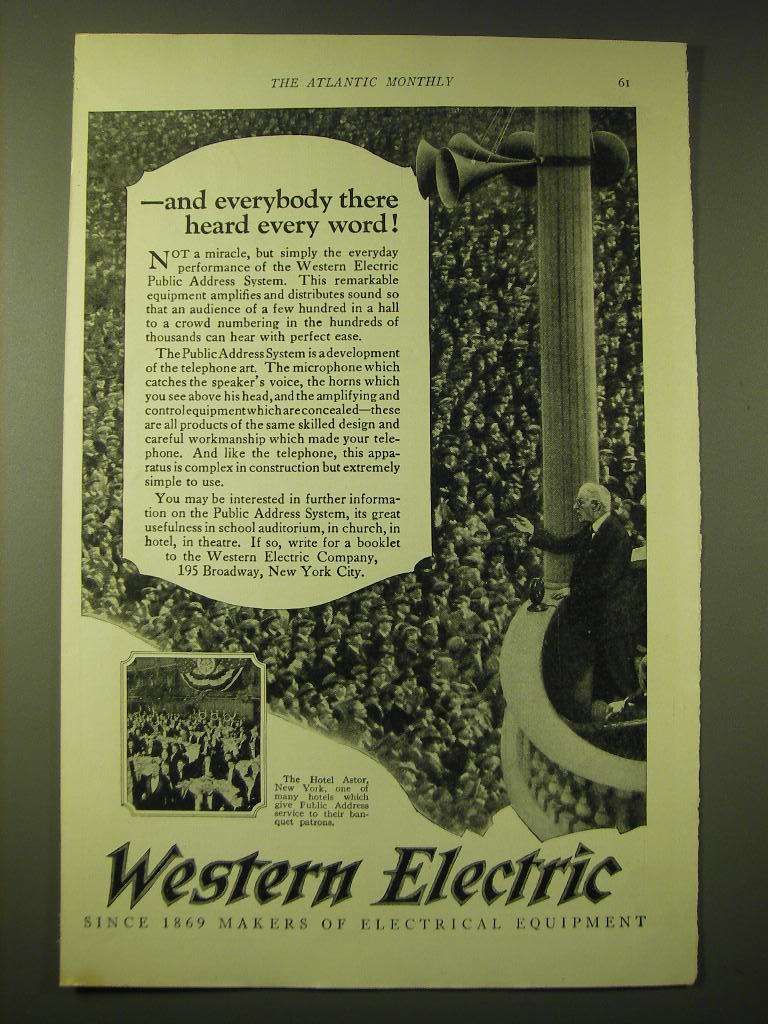 THE ATLANTIC MONTHLY 61
—and everybody there
heard every word!
NOT a miracle, but simply the everyday
performance of the Western Electric
Public Address System. This remarkable
equipment amplifies and distributes sound so
that an audience of a few hundred in a hall
to a crowd numbering in the hundreds of
thousands can hear with perfect ease.
The Public Address System is a development
of the telephone art. The microphone which
catches the speaker's voice, the horns which
you see above his head, and the amplifying and
control equipment which are concealed—these
are all products of the same skilled design and
careful workmanship which made your tele-
phone. And like the telephone, this appa-
ratus is complex in construction but extremely
simple to use.
You may be interested in further informa-
tion on the Public Address System, its great
usefulness in school auditorium, in church, in
hotel, in theatre. If so, write for a booklet
to the Western Electric Company,
195 Broadway, New York City.
The Hotel Astor,
New York, one of
many hotels which
give Public Address
service to their ban-
quet patrons.
Western Electric
SINCE 1869 MAKERS OF ELECTRICAL EQUIPMENT